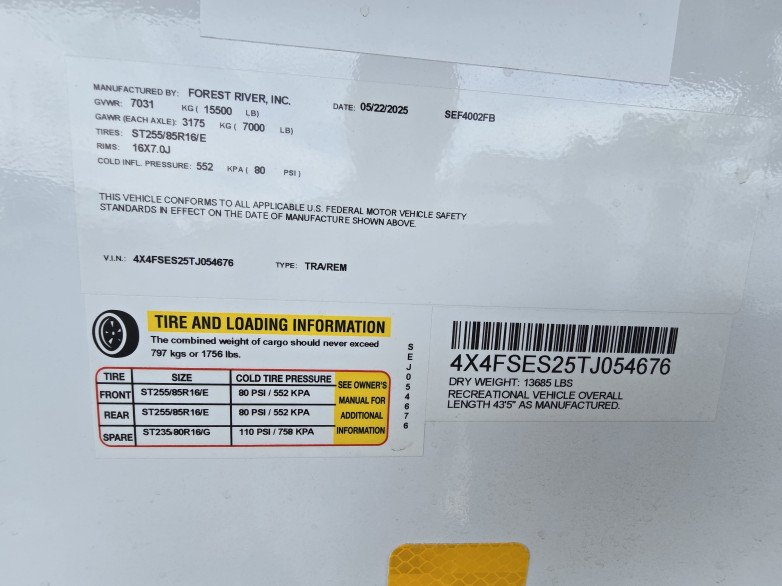 MANUFACTURED BY: FOREST RIVER, INC.
GVWR: 7031 KG ( 15500 LB) DATE: 05/22/2025 SEF4002FB
GAWR (EACH AXLE): 3175 KG ( 7000 LB)
TIRES: ST255/85R16/E
RIMS: 16X7.0J
COLD INFL. PRESSURE: 552 KPA ( 80 PSI)
THIS VEHICLE CONFORMS TO ALL APPLICABLE U.S. FEDERAL MOTOR VEHICLE SAFETY
STANDARDS IN EFFECT ON THE DATE OF MANUFACTURE SHOWN ABOVE.
V.I.N.: 4X4FSES25TJ054676 TYPE: TRA/REM
TIRE AND LOADING INFORMATION
The combined weight of cargo should never exceed
797 kgs or 1756 lbs.
TIRE SIZE COLD TIRE PRESSURE
FRONT ST255/85R16/E 80 PSI / 552 KPA
REAR ST255/85R16/E 80 PSI / 552 KPA
SPARE ST235/80R16/G 110 PSI / 758 KPA
SEE OWNER'S
MANUAL FOR
ADDITIONAL
INFORMATION
SEJ054676
4X4FSES25TJ054676
DRY WEIGHT: 13685 LBS
RECREATIONAL VEHICLE OVERALL
LENGTH 43'5" AS MANUFACTURED.